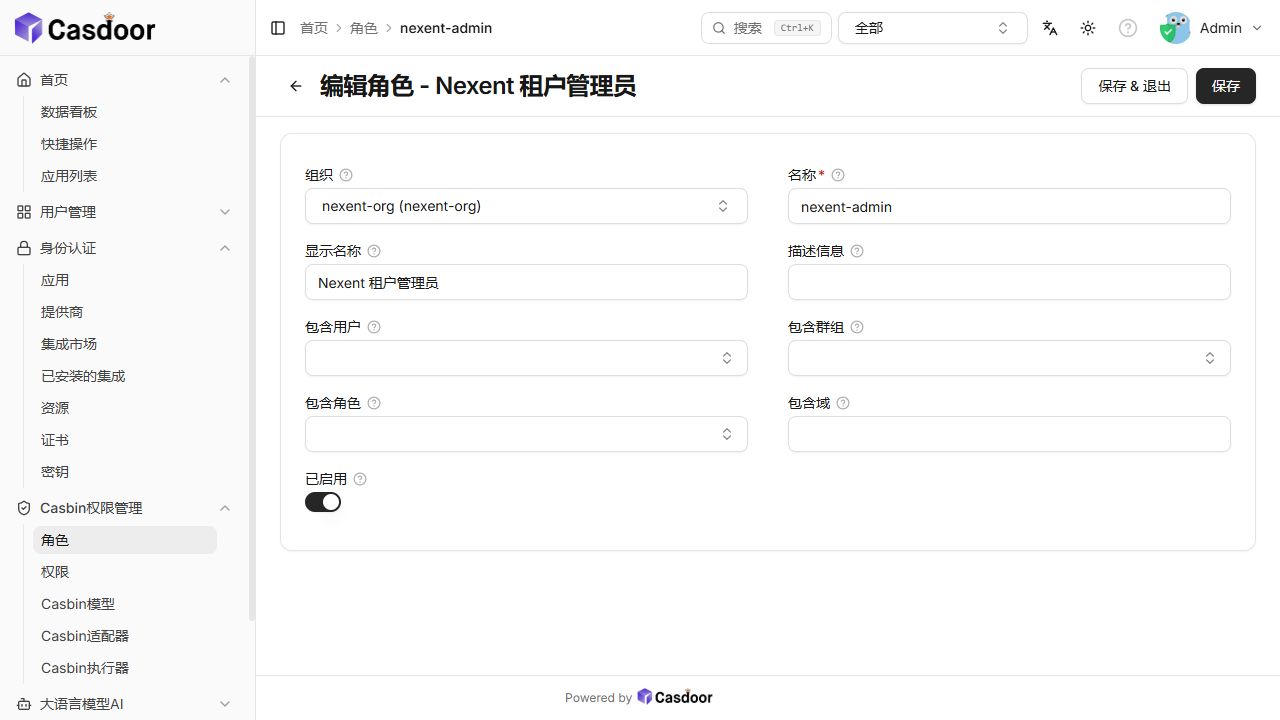 Casdoor
首页
角色
nexent-admin
搜索
Ctrl+K
全部
Admin
首页
数据看板
快捷操作
应用列表
用户管理
身份认证
应用
提供商
集成市场
已安装的集成
资源
证书
密钥
Casbin权限管理
角色
权限
Casbin模型
Casbin适配器
Casbin执行器
大语言模型AI
编辑角色 - Nexent 租户管理员
保存 & 退出
保存
组织
nexent-org (nexent-org)
名称*
nexent-admin
显示名称
Nexent 租户管理员
描述信息
包含用户
包含群组
包含角色
包含域
已启用
Powered by Casdoor